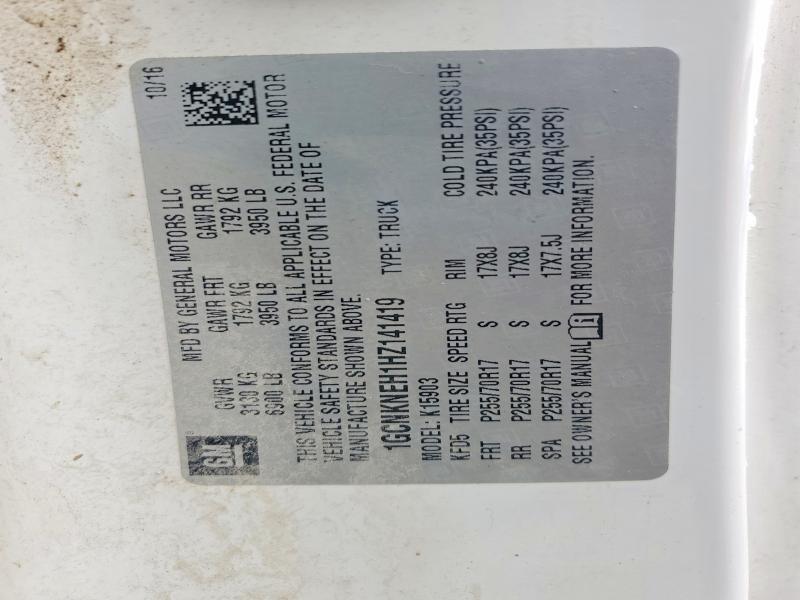 MFD BY GENERAL MOTORS LLC 10/16
GM GVWR GAWR FRT GAWR RR
3130 KG 1792 KG 1792 KG
6900 LB 3950 LB 3950 LB
THIS VEHICLE CONFORMS TO ALL APPLICABLE U.S. FEDERAL MOTOR
VEHICLE SAFETY STANDARDS IN EFFECT ON THE DATE OF
MANUFACTURE SHOWN ABOVE.
1GCNKNEH1HZ141419 TYPE: TRUCK
MODEL: K15903
KFD5 TIRE SIZE SPEED RTG RIM COLD TIRE PRESSURE
FRT P255/70R17 S 17X8J 240KPA(35PSI)
RR P255/70R17 S 17X8J 240KPA(35PSI)
SPA P255/70R17 S 17X7.5J 240KPA(35PSI)
SEE OWNER'S MANUAL FOR MORE INFORMATION.